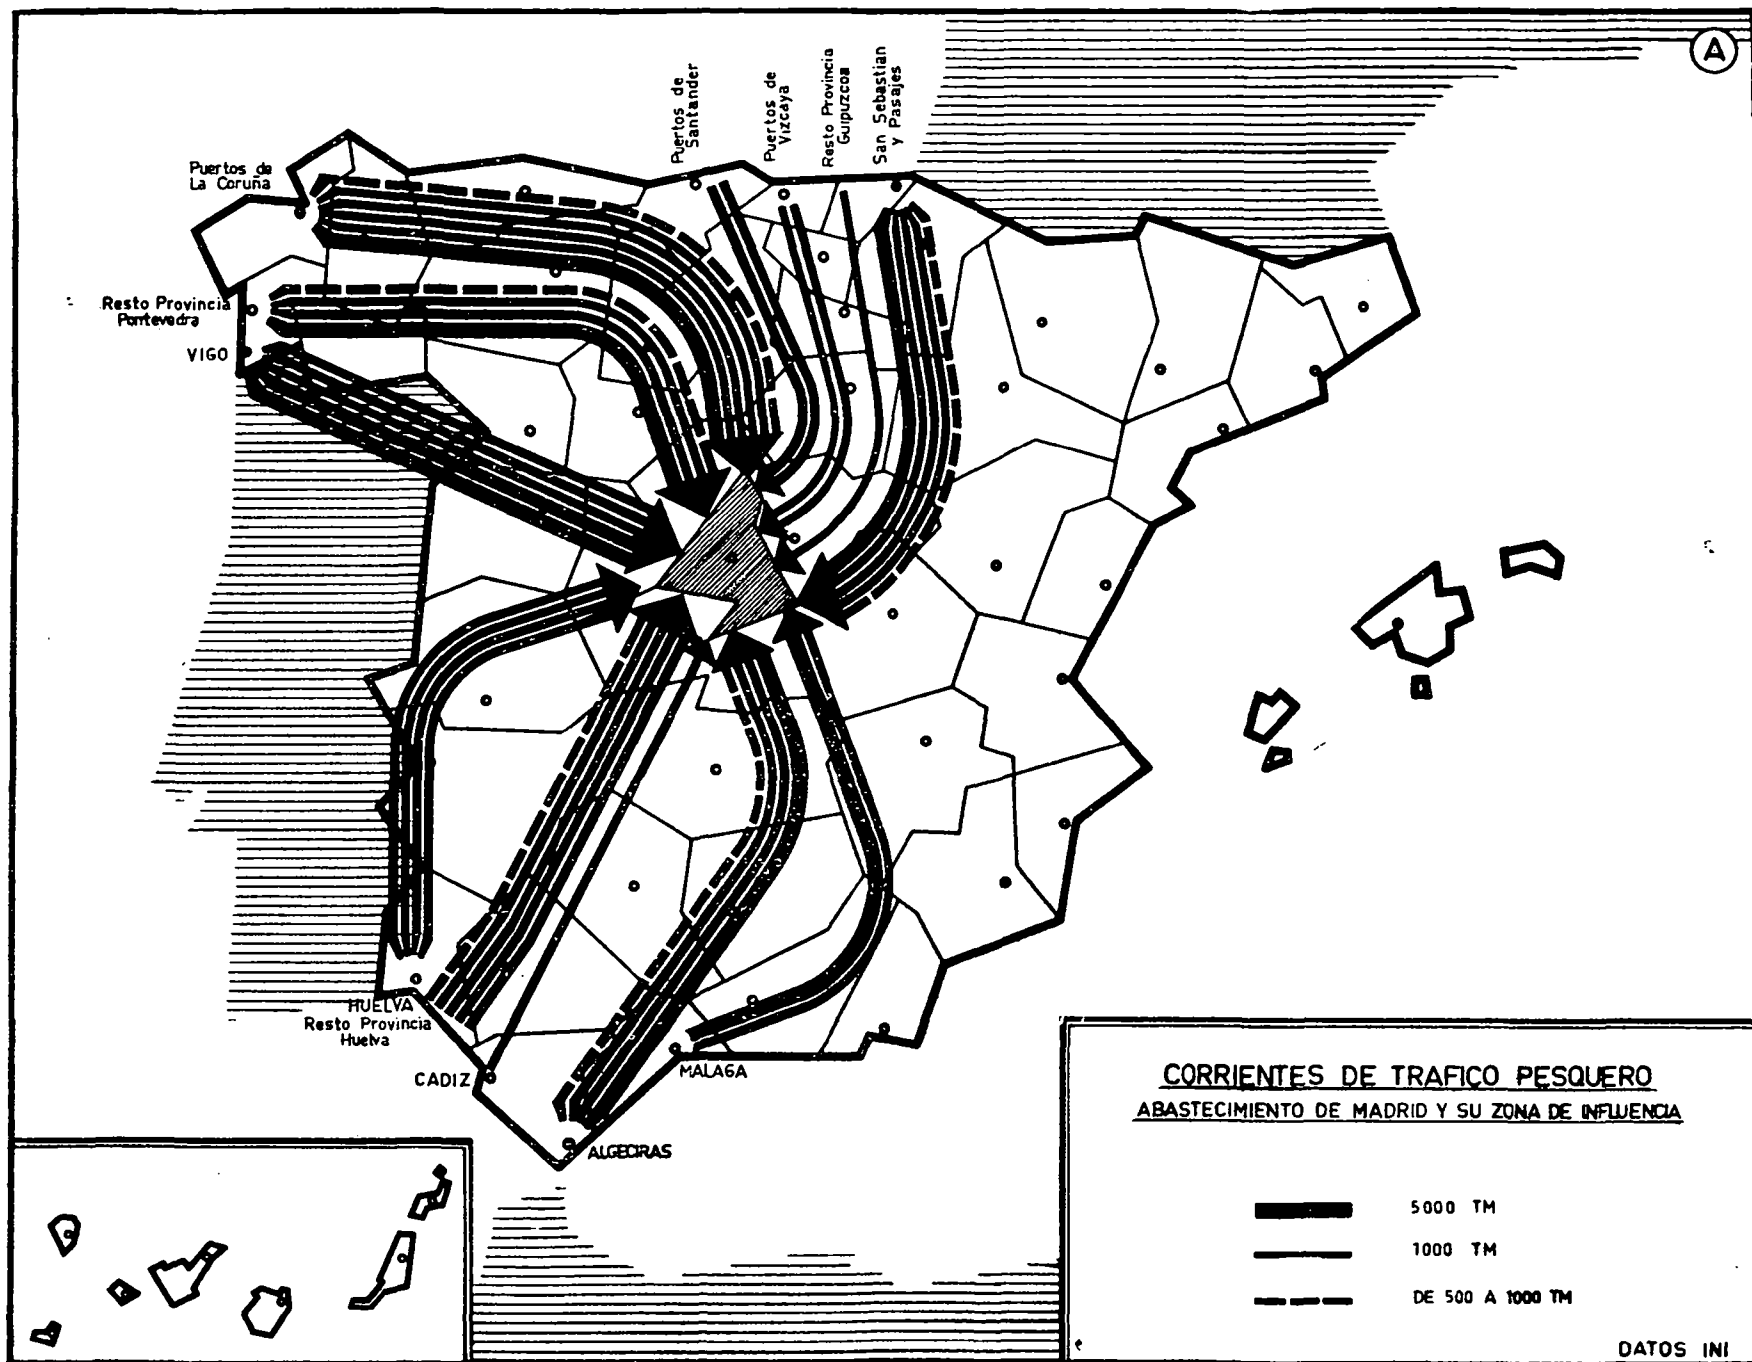 A
Puertos de
Santander
Puertos de
Vizcaya
Resto Provincia
Guipuzcoa
San Sebastian
y Pasajes
Puertos de
La Coruña
Resto Provincia
Pontevedra
VIGO
HUELVA
Resto Provincia
Huelva
CADIZ
MALAGA
ALGECIRAS
CORRIENTES DE TRAFICO PESQUERO
ABASTECIMIENTO DE MADRID Y SU ZONA DE INFLUENCIA
5000 TM
1000 TM
DE 500 A 1000 TM
DATOS INI